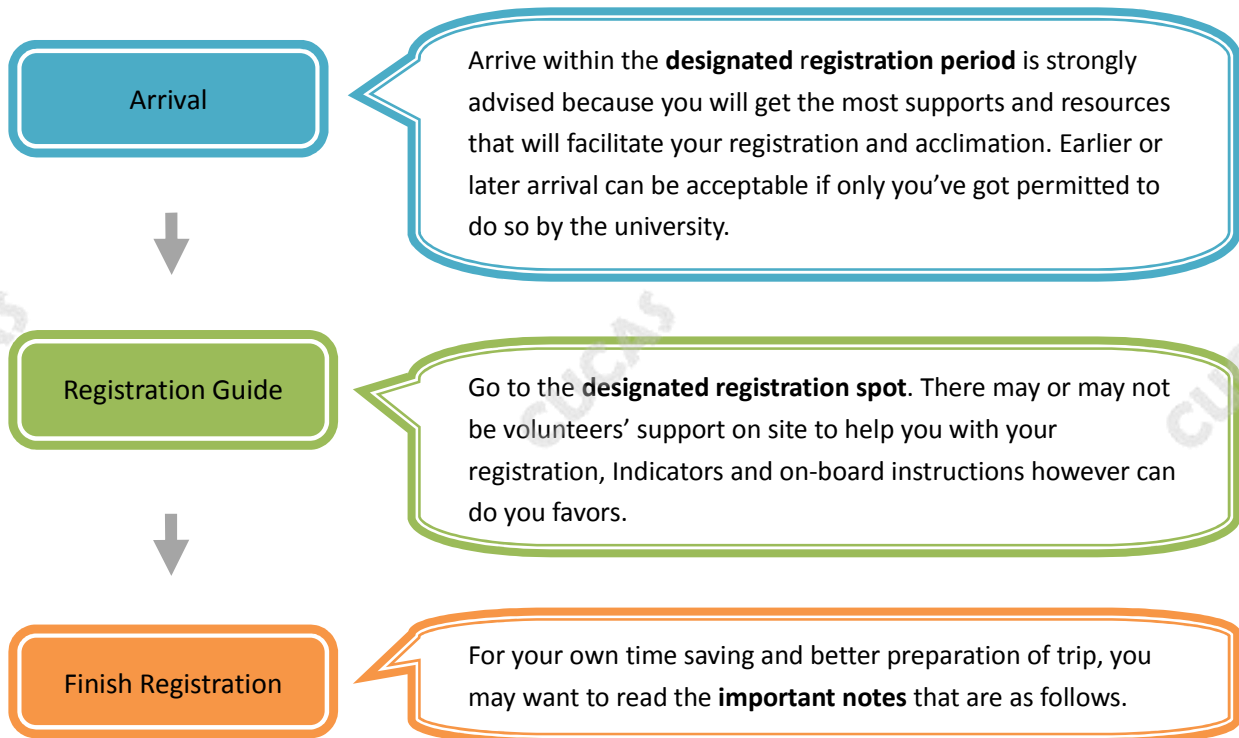 Arrival
Arrive within the designated registration period is strongly
advised because you will get the most supports and resources
that will facilitate your registration and acclimation. Earlier or
later arrival can be acceptable if only you’ve got permitted to
do so by the university.
Registration Guide
Go to the designated registration spot. There may or may not
be volunteers’ support on site to help you with your
registration, Indicators and on-board instructions however can
do you favors.
CUCAS
Finish Registration
For your own time saving and better preparation of trip, you
may want to read the important notes that are as follows.